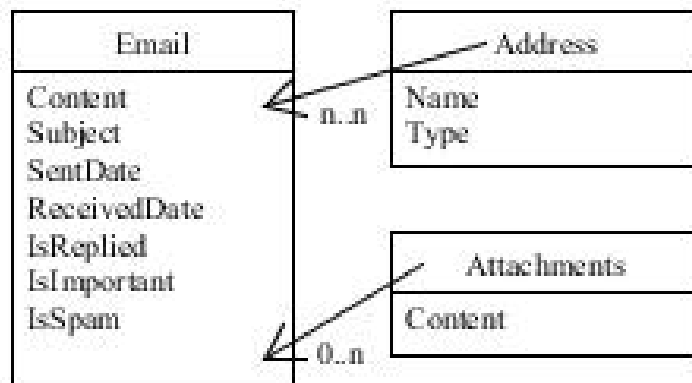 Email
Content
Subject
SentDate
ReceivedDate
IsReplied
IsImportant
IsSpam
Address
Name
Type
n..n
Attachments
Content
0..n